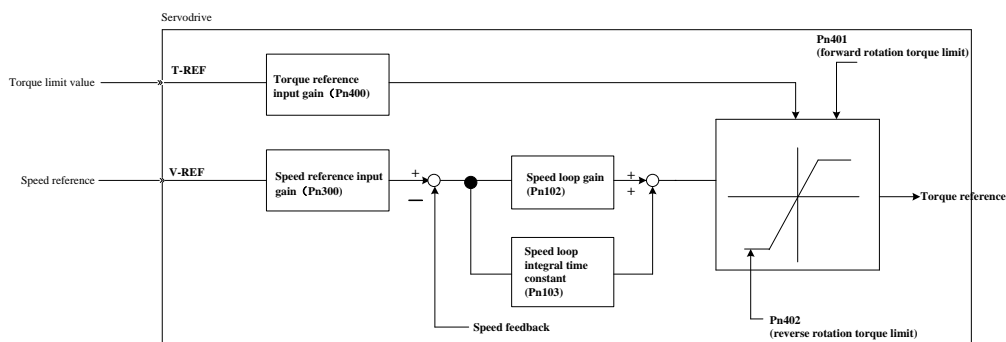 Servodrive
Pn401
(forward rotation torque limit)
T-REF
Torque limit value
Torque reference
input gain（Pn400）
V-REF
Speed reference
Speed reference input
gain（Pn300）
+
−
Speed loop gain
(Pn102)
+
+
Torque reference
Speed loop
integral time
constant
(Pn103)
Speed feedback
Pn402
(reverse rotation torque limit)